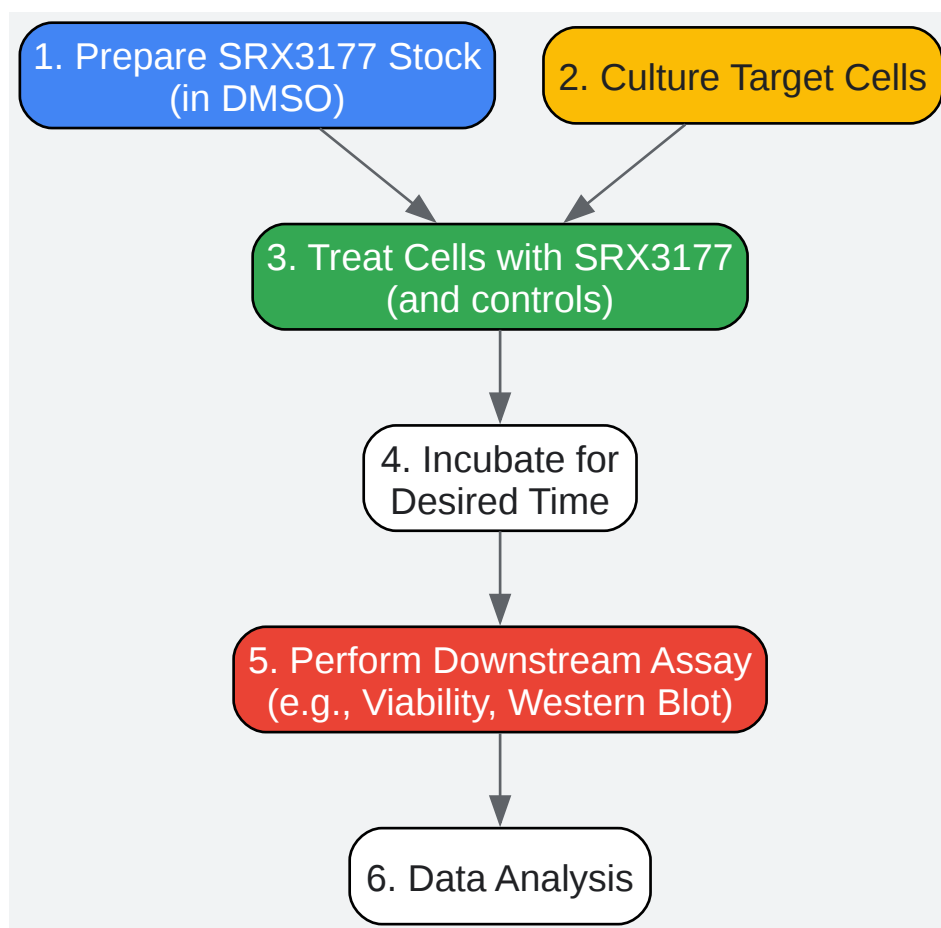 1. Prepare SRX3177 Stock
(in DMSO)
2. Culture Target Cells
3. Treat Cells with SRX3177
(and controls)
4. Incubate for
Desired Time
5. Perform Downstream Assay
(e.g., Viability, Western Blot)
6. Data Analysis